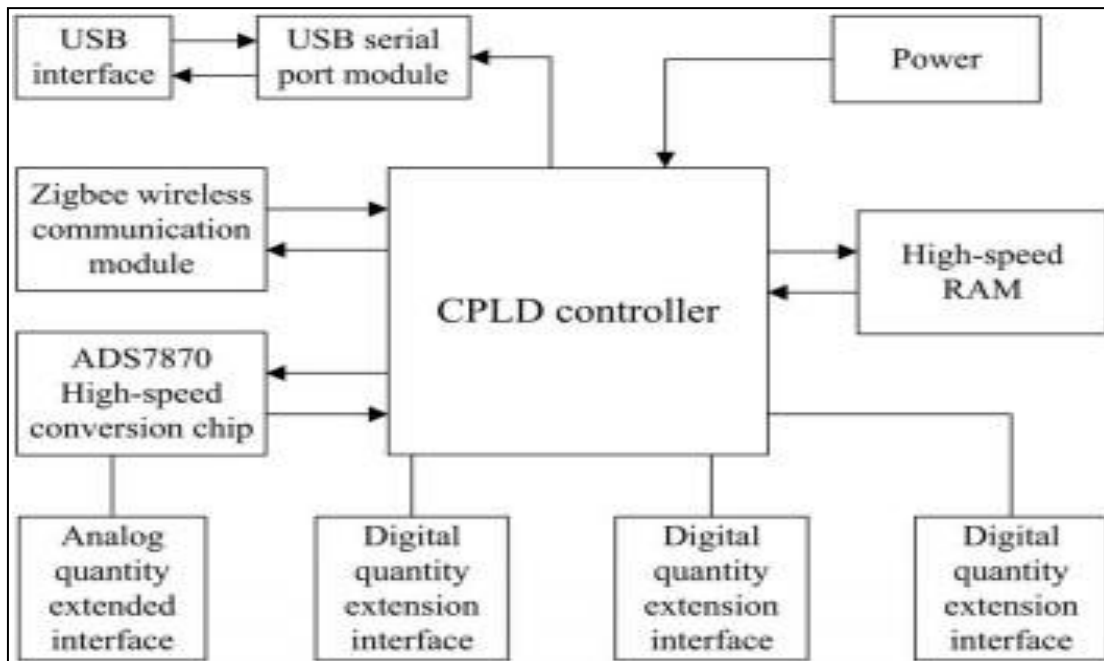 USB
interface
USB serial
port module
Power
Zigbee wireless
communication
module
CPLD controller
High-speed
RAM
ADS7870
High-speed
conversion chip
Analog
quantity
extended
interface
Digital
quantity
extension
interface
Digital
quantity
extension
interface
Digital
quantity
extension
interface